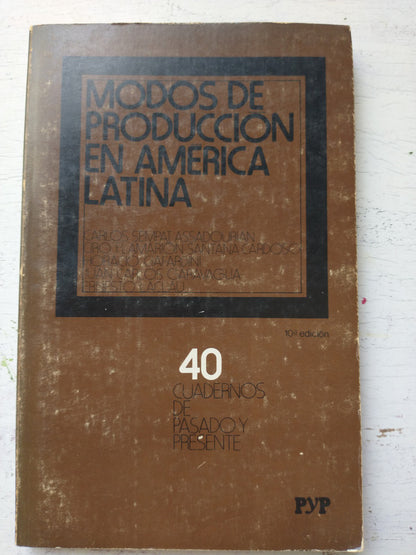 MODOS DE
PRODUCCION
EN AMERICA
LATINA
CARLOS SEMPAT ASSADOURIAN
CIRO FLAMARION SANTANA CARDOSO
HORACIO CIAFARDINI
JUAN CARLOS GARAVAGLIA
ERNESTO LACLAU
10ª edición
40
CUADERNOS
DE
PASADO Y
PRESENTE
PYP